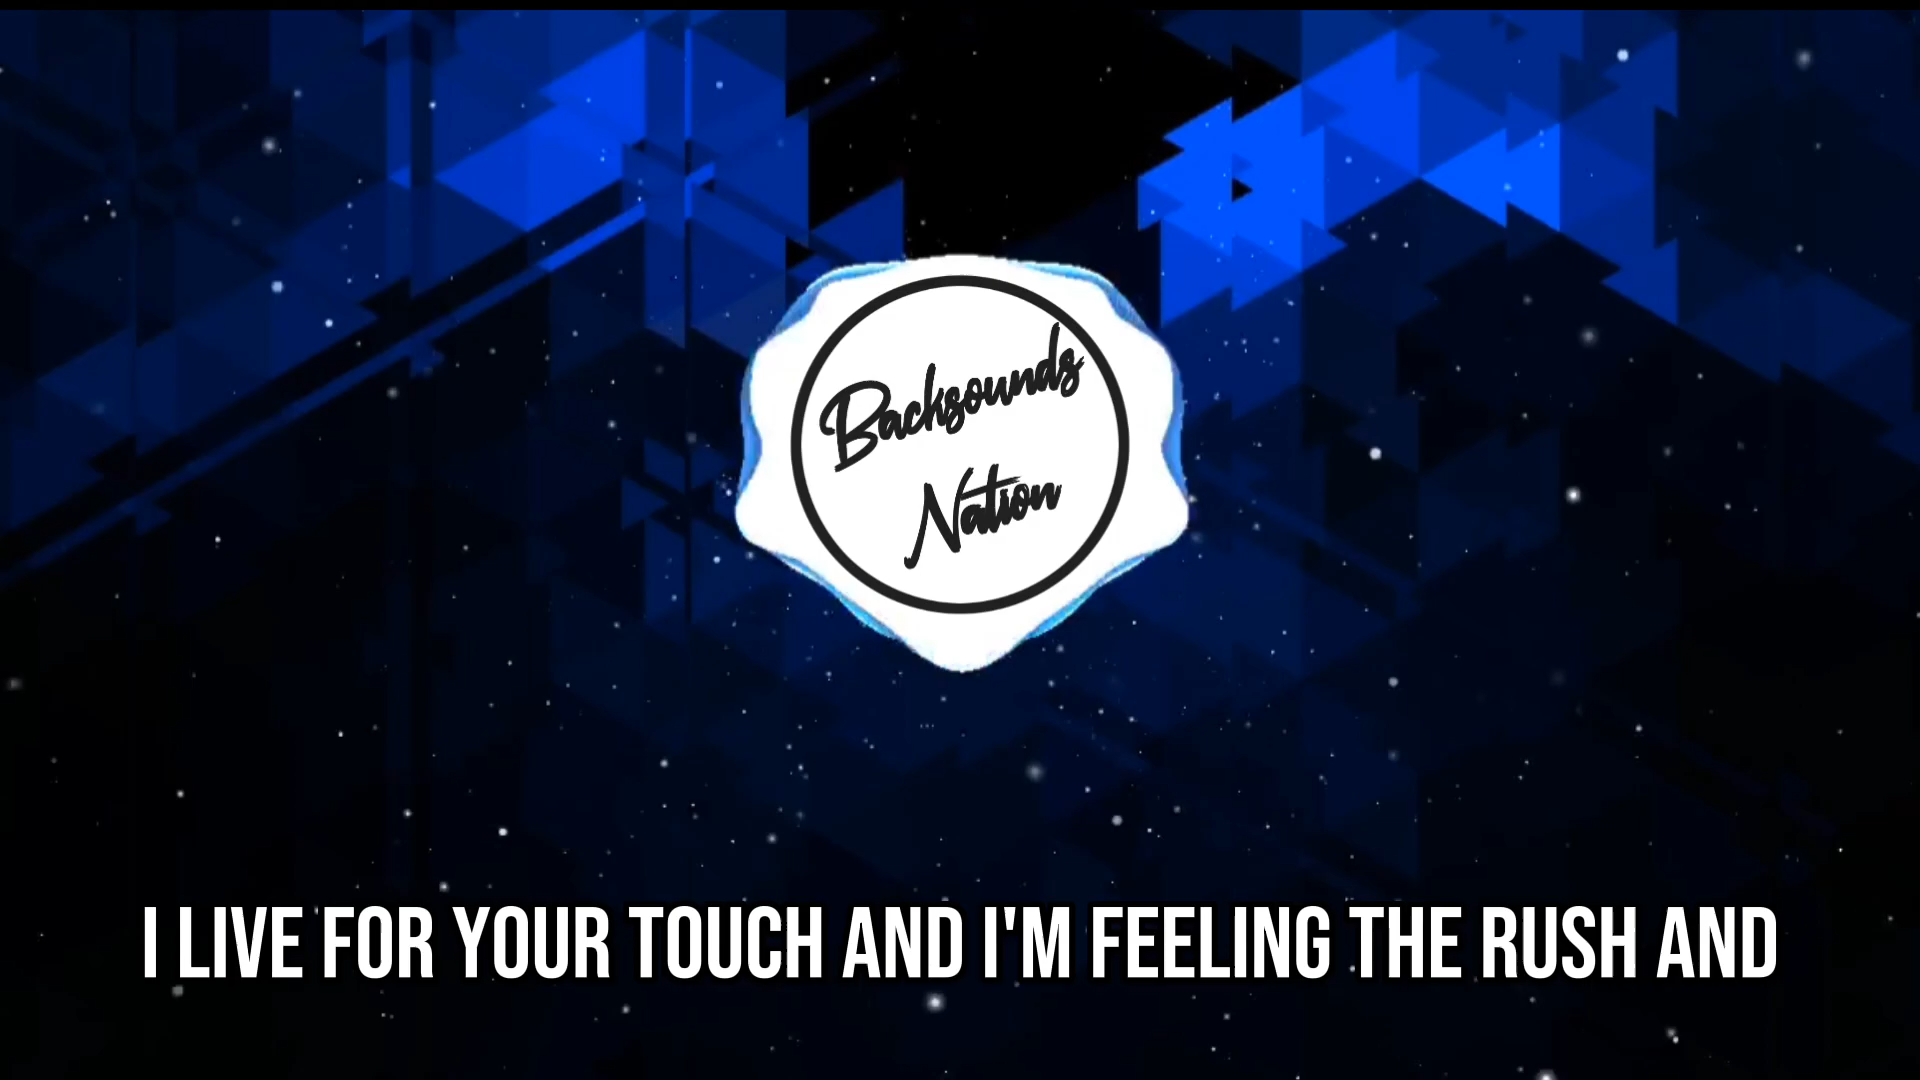 Backsounds
Nation
I LIVE FOR YOUR TOUCH AND I'M FEELING THE RUSH AND